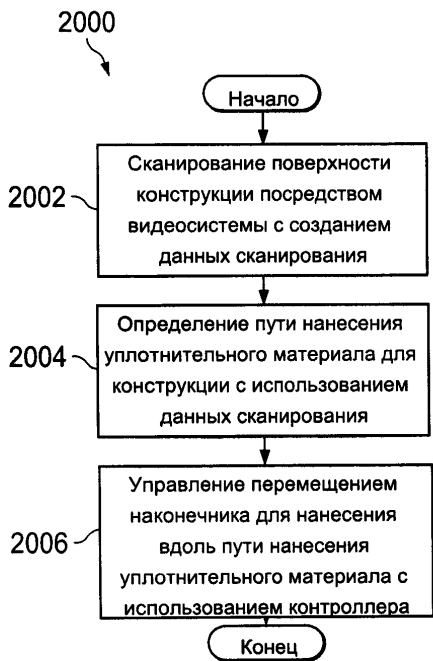 2000
Начало
2002
Сканирование поверхности
конструкции посредством
видеосистемы с созданием
данных сканирования
2004
Определение пути нанесения
уплотнительного материала для
конструкции с использованием
данных сканирования
2006
Управление перемещением
наконечника для нанесения
вдоль пути нанесения
уплотнительного материала с
использованием контроллера
Конец